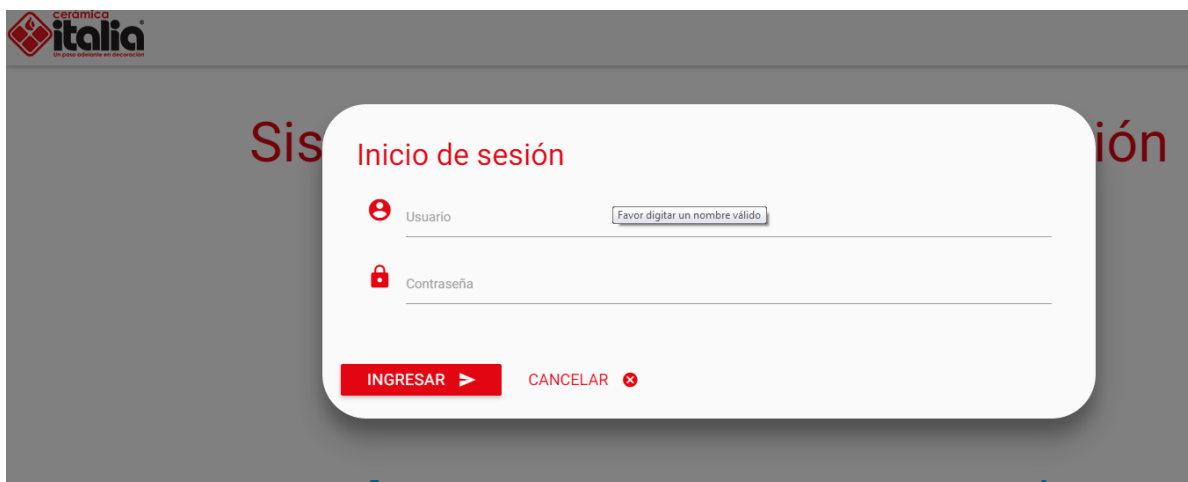 cerámica
italia
Un paso adelante en decoración
Sis
ión
Inicio de sesión
Usuario
Favor digitar un nombre válido
Contraseña
INGRESAR
CANCELAR